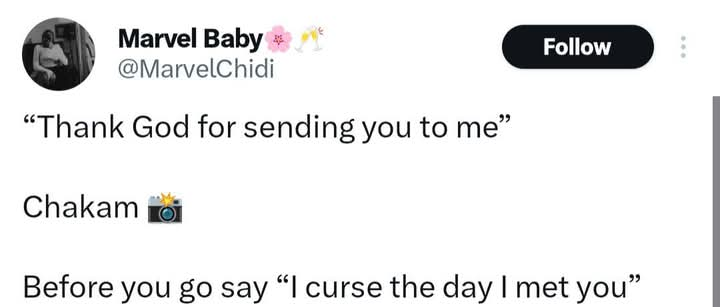 Marvel Baby🌸🥂
@MarvelChidi
Follow
“Thank God for sending you to me”
Chakam 📸
Before you go say “I curse the day I met you”